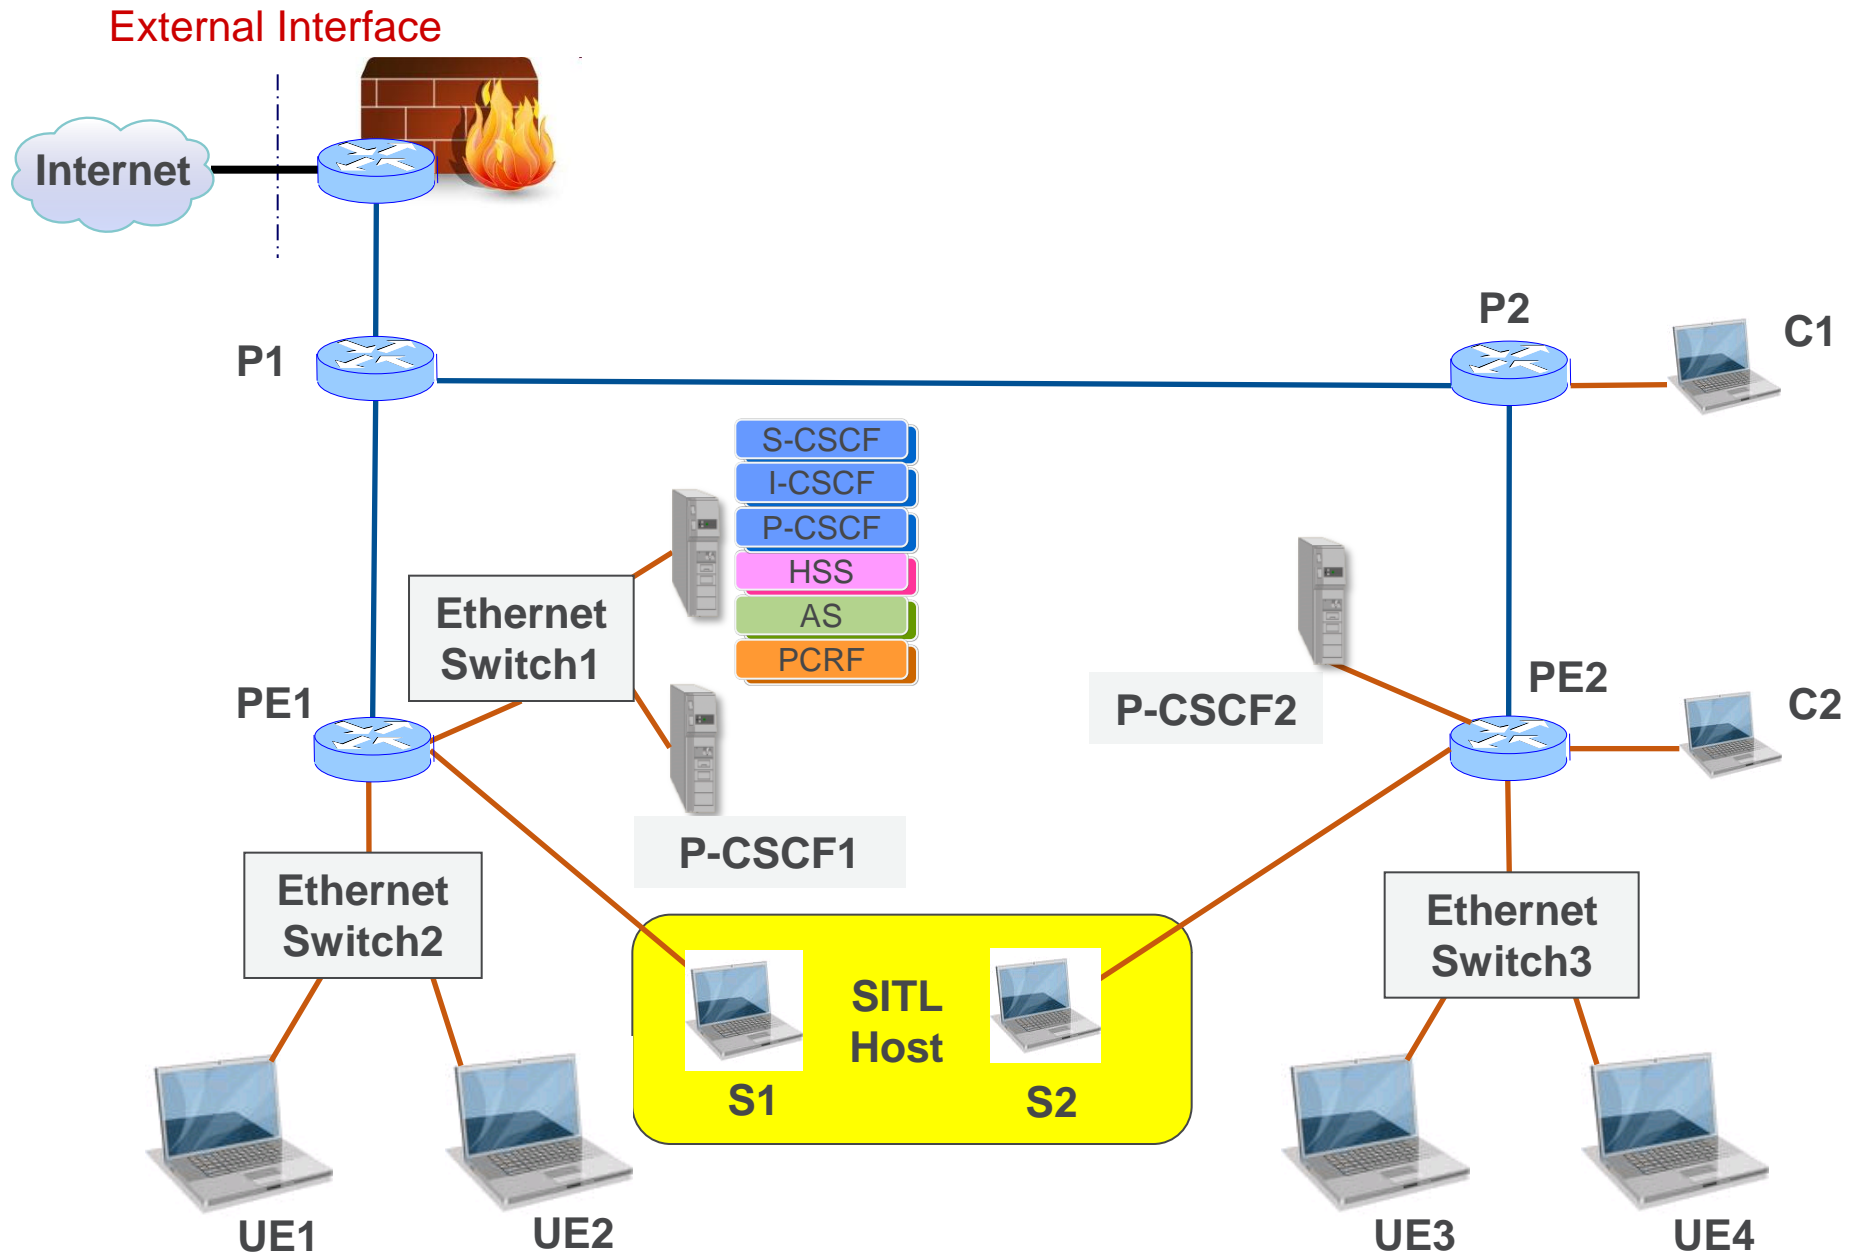 External Interface
Internet
P2
C1
P1
S-CSCF
I-CSCF
P-CSCF
HSS
AS
PCRF
Ethernet
Switch1
PE1
PE2
P-CSCF2
C2
P-CSCF1
Ethernet
Switch2
Ethernet
Switch3
SITL
Host
S1
S2
UE1
UE2
UE3
UE4